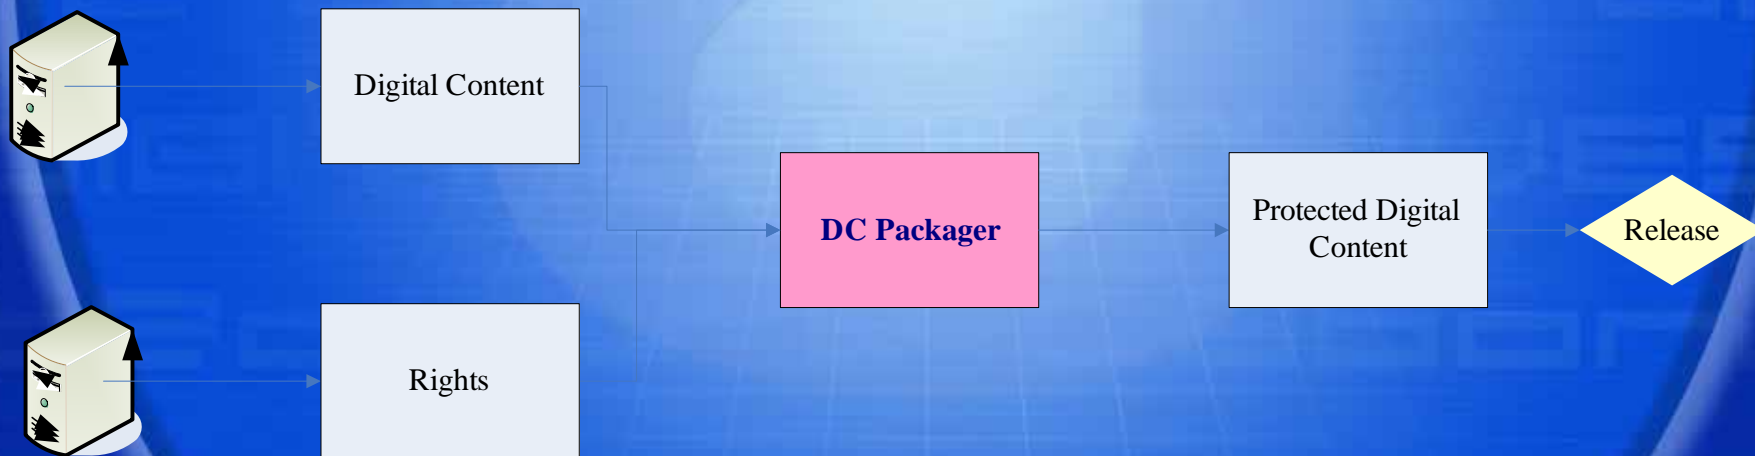 Digital Content
DC Packager
Protected Digital
Content
Release
Rights